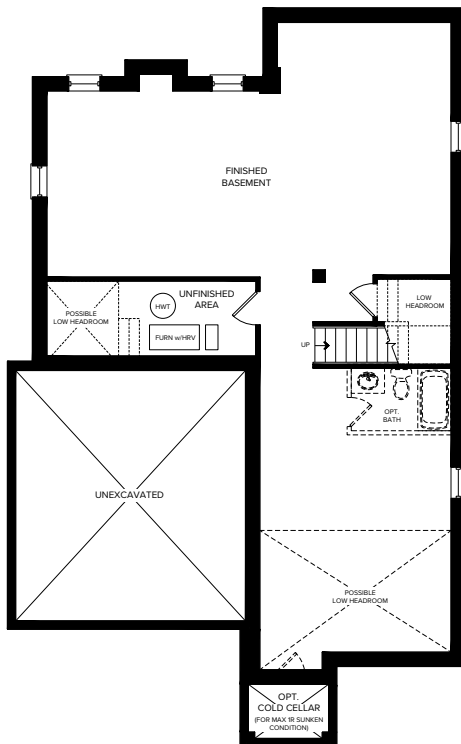 FINISHED
BASEMENT
UNFINISHED
AREA
HWT
FURN w/HRV
POSSIBLE
LOW HEADROOM
LOW
HEADROOM
UP
OPT.
BATH
UNEXCAVATED
POSSIBLE
LOW HEADROOM
OPT.
COLD CELLAR
(FOR MAX 1R SUNKEN
CONDITION)